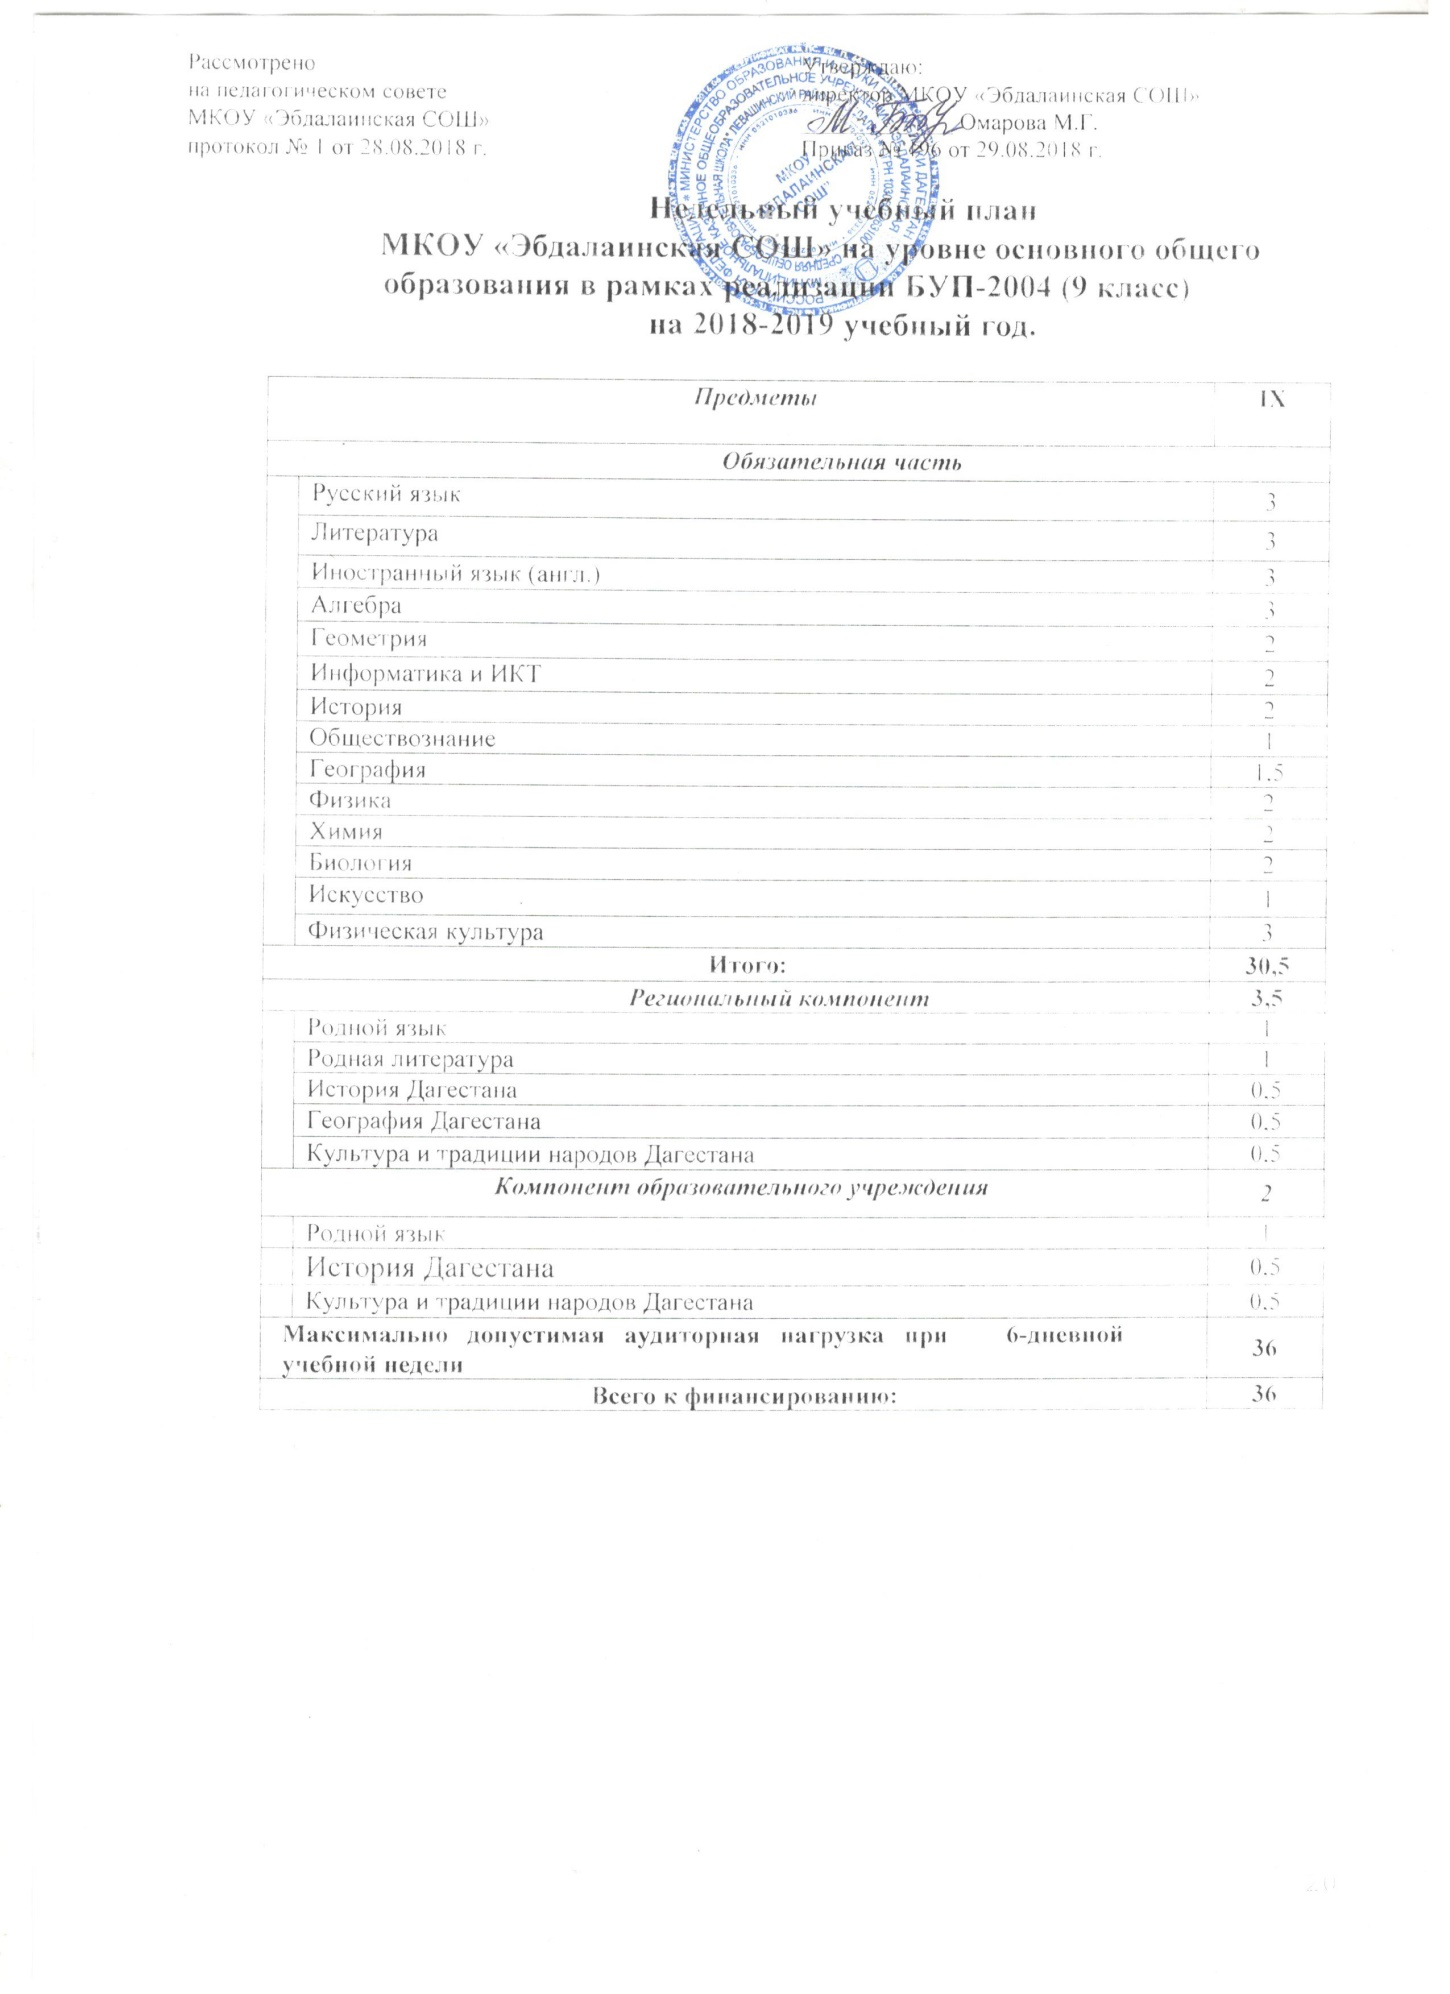 Рассмотрено
на педагогическом совете
МКОУ «Эбдалаинская СОШ»
протокол № 1 от 28.08.2018 г.
Утверждаю:
директор МКОУ «Эбдалаинская СОШ»
Омарова М.Г.
Приказ № 96 от 29.08.2018 г.
МКОУ
"ЭБДАЛАИНСКАЯ
СОШ"
Недельный учебный план
МКОУ «Эбдалаинская СОШ» на уровне основного общего
образования в рамках реализации БУП-2004 (9 класс)
на 2018-2019 учебный год.
Предметы IX
Обязательная часть
Русский язык 3
Литература 3
Иностранный язык (англ.) 3
Алгебра 3
Геометрия 2
Информатика и ИКТ 2
История 2
Обществознание 1
География 1.5
Физика 2
Химия 2
Биология 2
Искусство 1
Физическая культура 3
Итого: 30,5
Региональный компонент 3,5
Родной язык 1
Родная литература 1
История Дагестана 0.5
География Дагестана 0.5
Культура и традиции народов Дагестана 0.5
Компонент образовательного учреждения 2
Родной язык 1
История Дагестана 0.5
Культура и традиции народов Дагестана 0.5
Максимально допустимая аудиторная нагрузка при 6-дневной
учебной недели 36
Всего к финансированию: 36